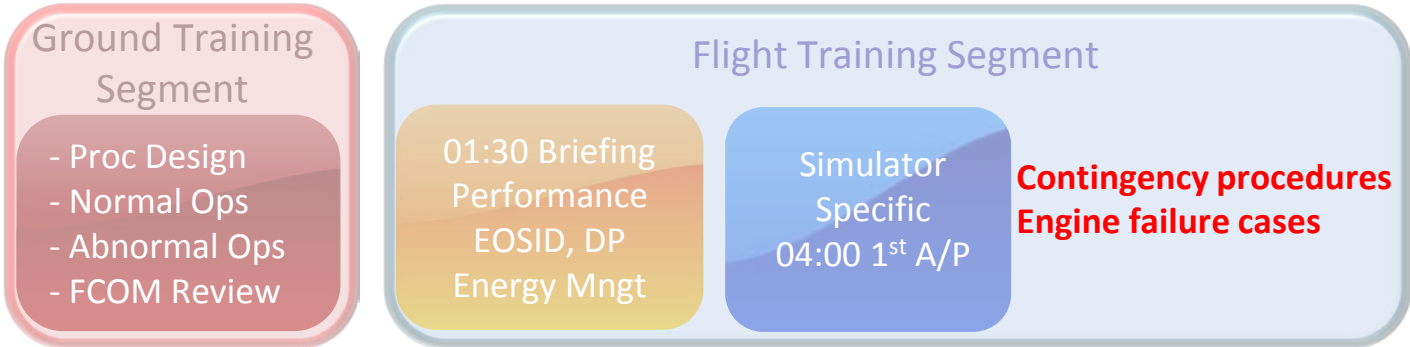 Ground Training
Segment
- Proc Design
- Normal Ops
- Abnormal Ops
- FCOM Review
Flight Training Segment
01:30 Briefing
Performance
EOSID, DP
Energy Mngt
Simulator
Specific
04:00 1st A/P
Contingency procedures
Engine failure cases